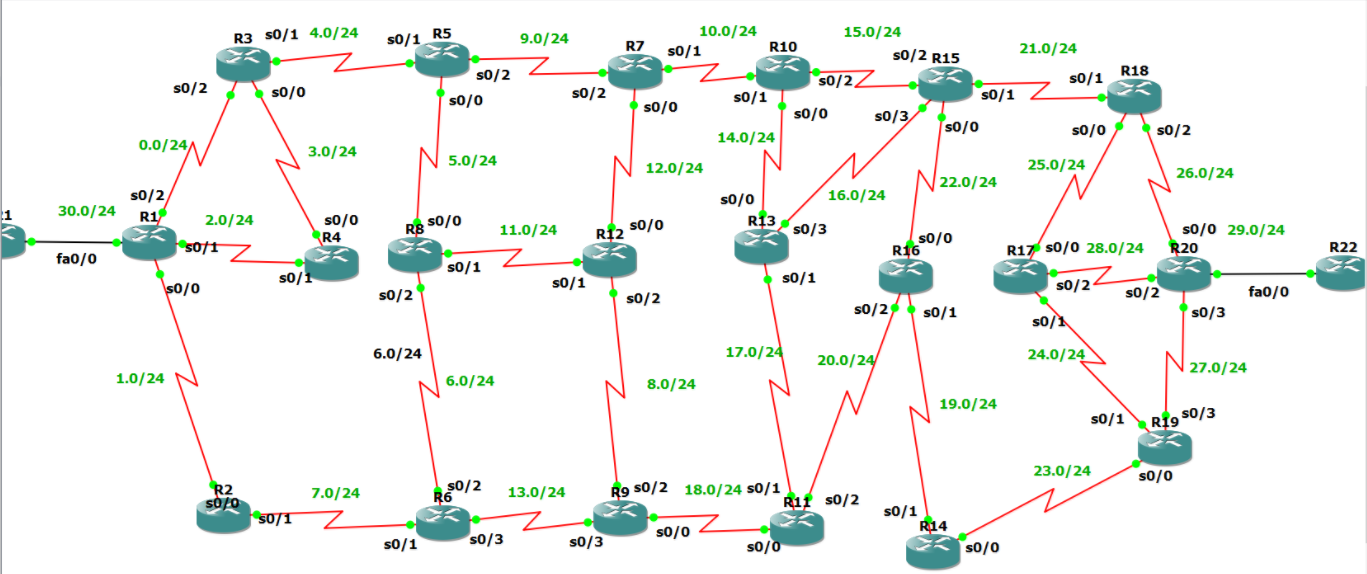 R3
s0/1
4.0/24
s0/1
R5
9.0/24
R7
s0/1
10.0/24
R10
15.0/24
s0/2
R15
21.0/24
s0/1
R18
s0/2
s0/0
s0/2
s0/0
s0/2
s0/0
s0/1
s0/0
s0/2
s0/3
s0/0
s0/1
s0/0
s0/2
0.0/24
3.0/24
5.0/24
12.0/24
14.0/24
16.0/24
22.0/24
25.0/24
26.0/24
s0/2
30.0/24
R1
2.0/24
s0/0
R4
s0/0
R8
11.0/24
s0/0
R12
s0/0
R13
s0/3
s0/0
R16
s0/0
R17
28.0/24
s0/0
R20
29.0/24
R22
1
fa0/0
s0/1
s0/1
s0/1
s0/1
s0/1
s0/2
s0/2
fa0/0
s0/0
s0/2
s0/2
s0/2
s0/1
s0/1
s0/3
1.0/24
6.0/24
6.0/24
8.0/24
17.0/24
20.0/24
19.0/24
24.0/24
27.0/24
s0/1
s0/3
R19
s0/0
R2
s0/0
s0/1
7.0/24
s0/2
R6
s0/1
s0/3
13.0/24
s0/2
R9
s0/3
s0/0
18.0/24
s0/1
R11
s0/2
s0/0
s0/1
R14
s0/0
23.0/24